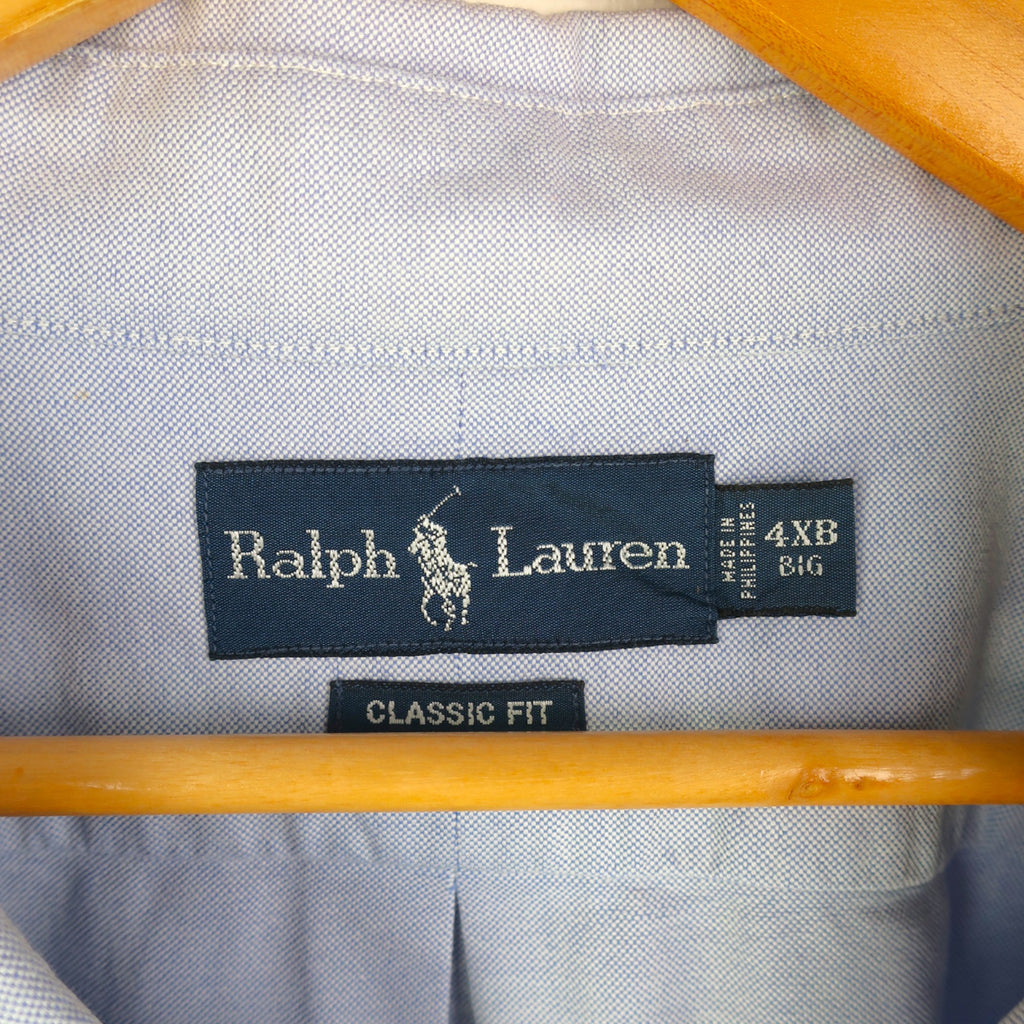 Ralph Lauren
MADE IN
PHILIPPINES
4XB
BIG
CLASSIC FIT